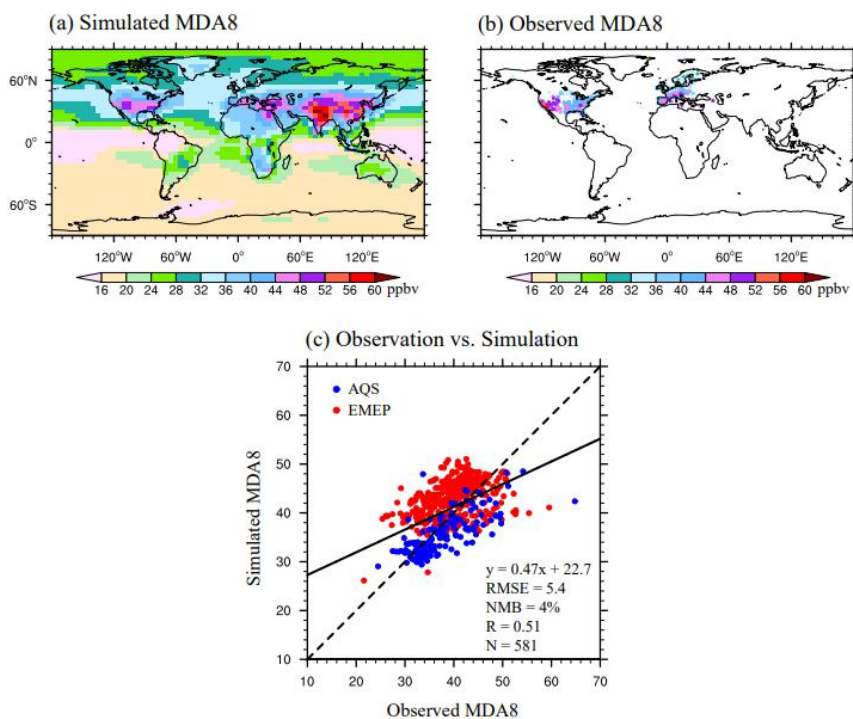 (a) Simulated MDA8
(b) Observed MDA8
60°N
0°
60°S
120°W 60°W 0° 60°E 120°E
16 20 24 28 32 36 40 44 48 52 56 60 ppbv
60°N
0°
60°S
120°W 60°W 0° 60°E 120°E
16 20 24 28 32 36 40 44 48 52 56 60 ppbv
(c) Observation vs. Simulation
70
60
50
40
30
20
10
Simulated MDA8
AQS
EMEP
y = 0.47x + 22.7
RMSE = 5.4
NMB = 4%
R = 0.51
N = 581
10 20 30 40 50 60 70
Observed MDA8